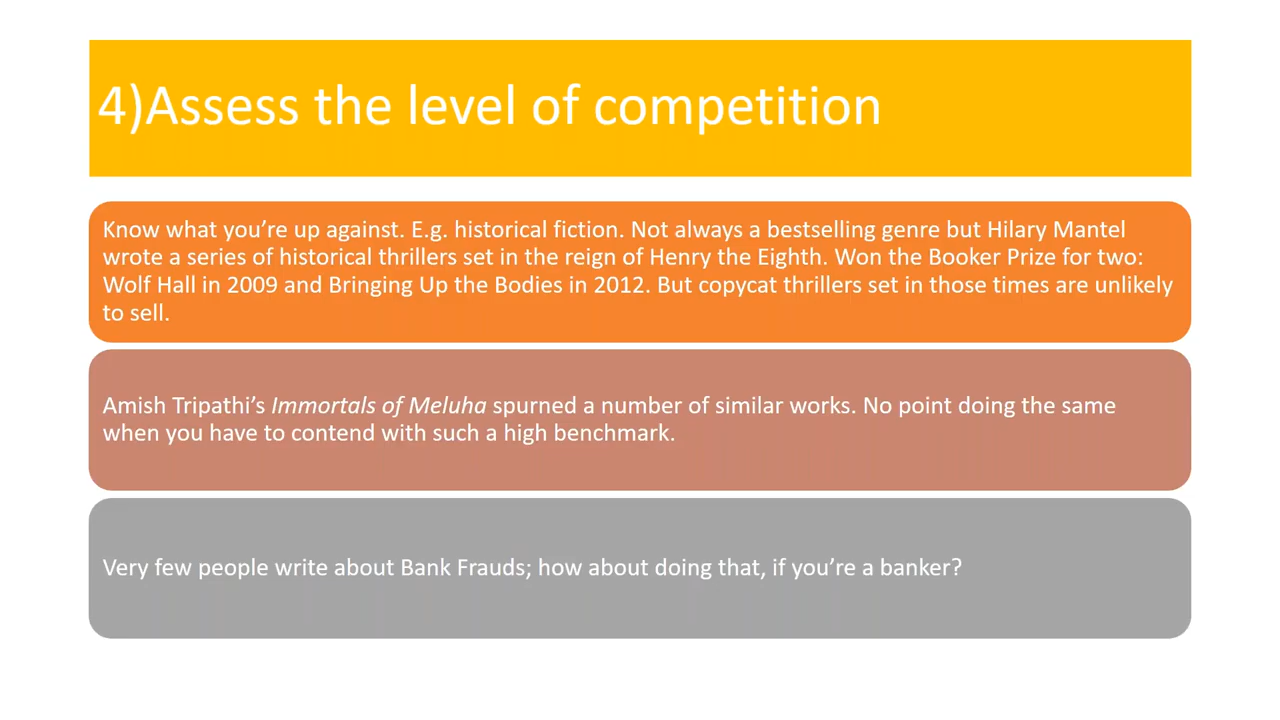 4)Assess the level of competition
Know what you’re up against. E.g. historical fiction. Not always a bestselling genre but Hilary Mantel
wrote a series of historical thrillers set in the reign of Henry the Eighth. Won the Booker Prize for two:
Wolf Hall in 2009 and Bringing Up the Bodies in 2012. But copycat thrillers set in those times are unlikely
to sell.
Amish Tripathi’s Immortals of Meluha spurned a number of similar works. No point doing the same
when you have to contend with such a high benchmark.
Very few people write about Bank Frauds; how about doing that, if you’re a banker?